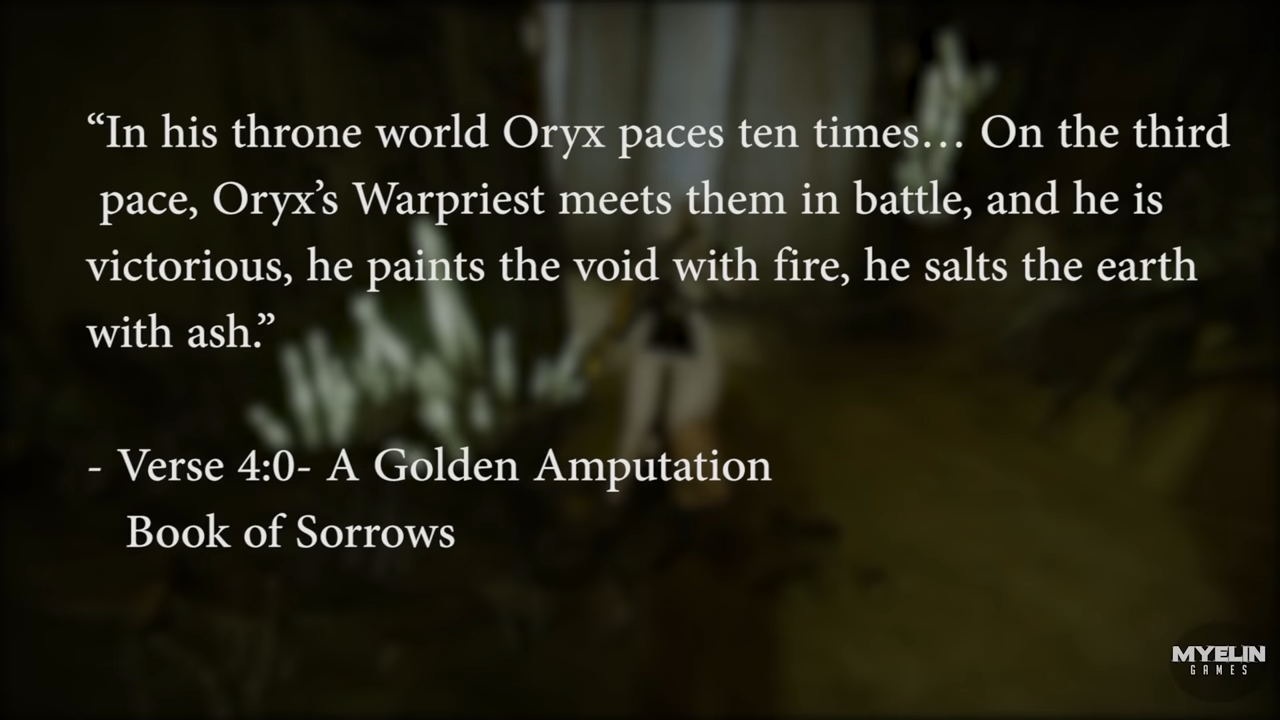 “In his throne world Oryx paces ten times… On the third
pace, Oryx’s Warpriest meets them in battle, and he is
victorious, he paints the void with fire, he salts the earth
with ash.”
- Verse 4:0- A Golden Amputation
Book of Sorrows
MYELIN
GAMES